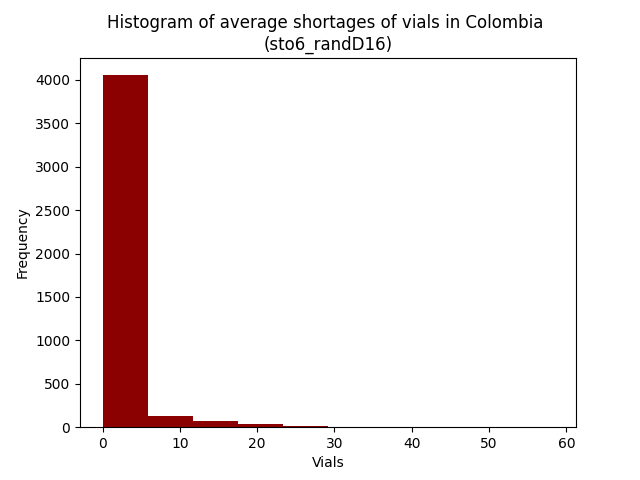 Histogram of average shortages of vials in Colombia
(sto6_randD16)
4000
3500
3000
2500
2000
1500
1000
500
0
Frequency
0 10 20 30 40 50 60
Vials